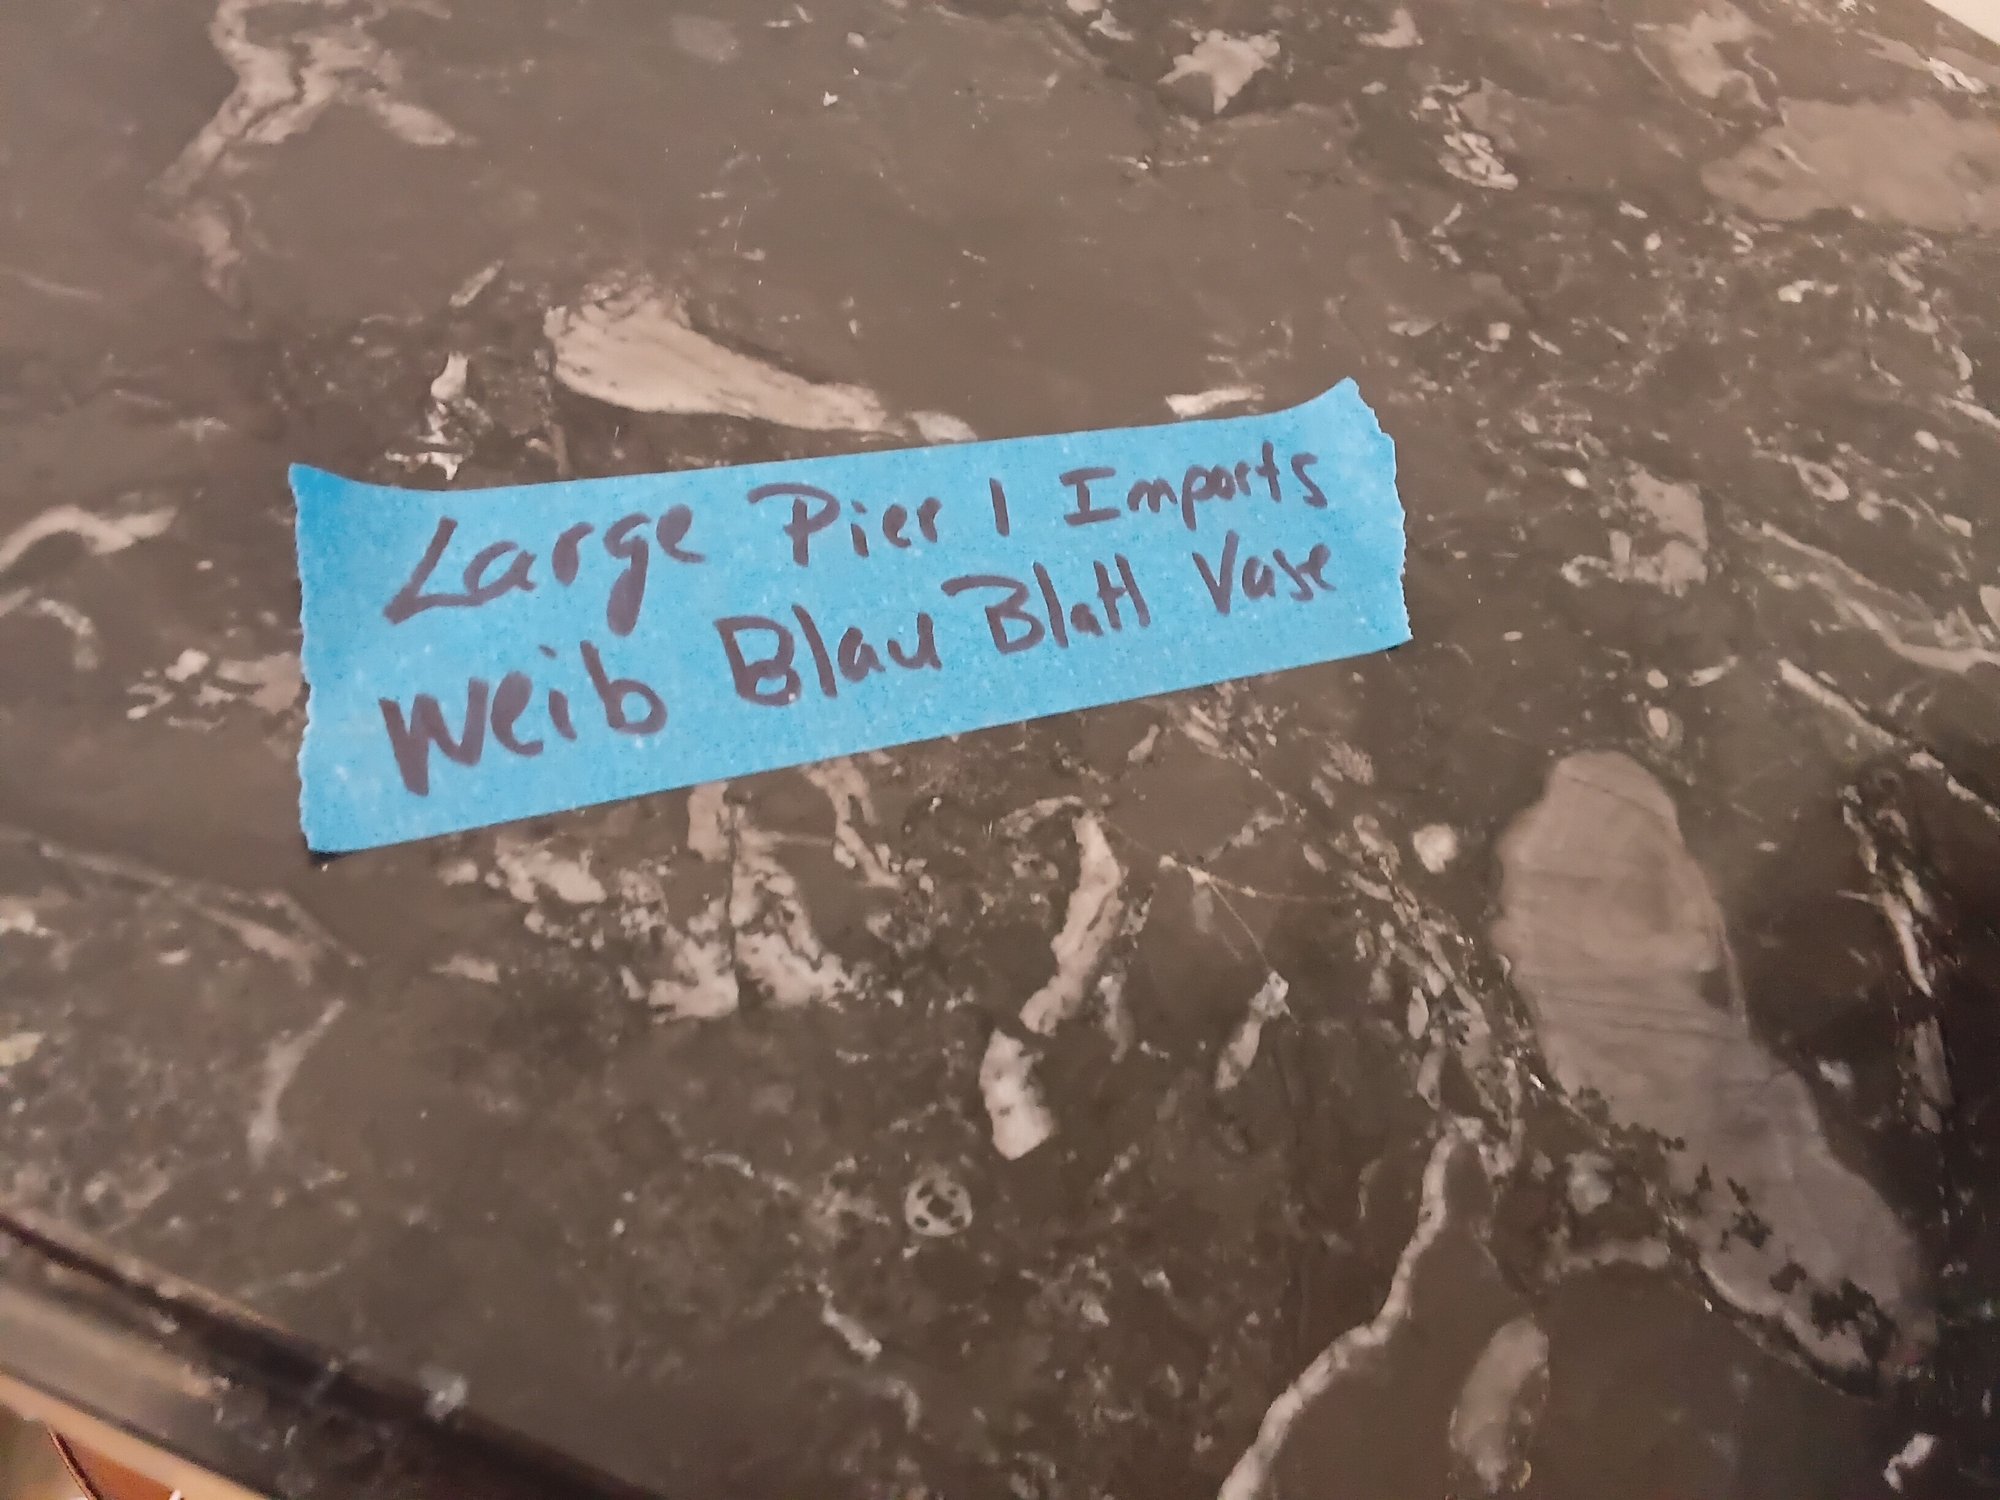 Large Pier 1 Imports
Weib Blau Blatt Vase